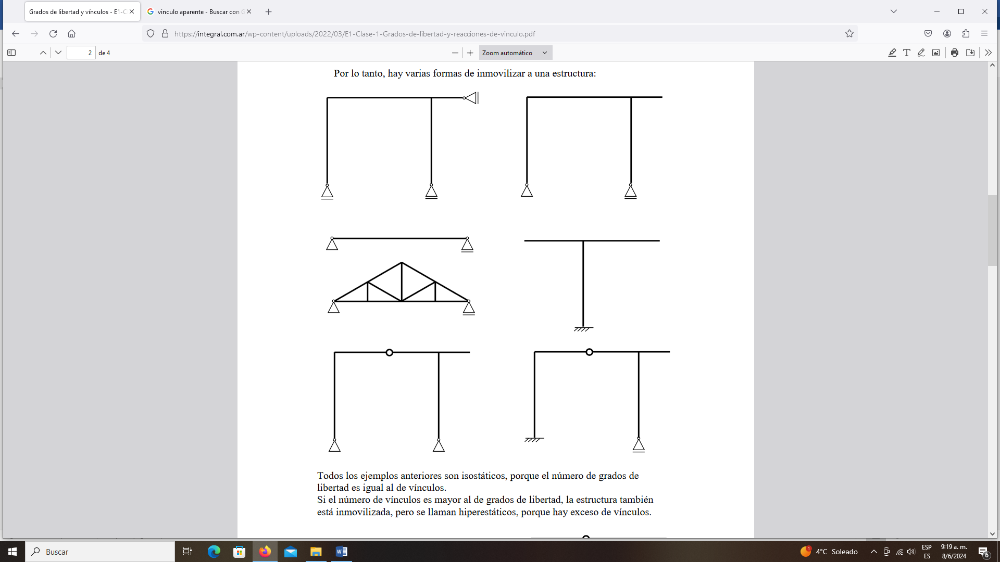 Grados de libertad y vínculos - E1-C
vinculo aparente - Buscar con G
https://integral.com.ar/wp-content/uploads/2022/03/E1-Clase-1-Grados-de-libertad-y-reacciones-de-vinculo.pdf
2 de 4
Zoom automático
Por lo tanto, hay varias formas de inmovilizar a una estructura:
Todos los ejemplos anteriores son isostáticos, porque el número de grados de
libertad es igual al de vínculos.
Si el número de vínculos es mayor al de grados de libertad, la estructura también
está inmovilizada, pero se llaman hiperestáticos, porque hay exceso de vínculos.
Buscar
1
4°C Soleado
ESP
ES
9:19 a. m.
8/6/2024
6